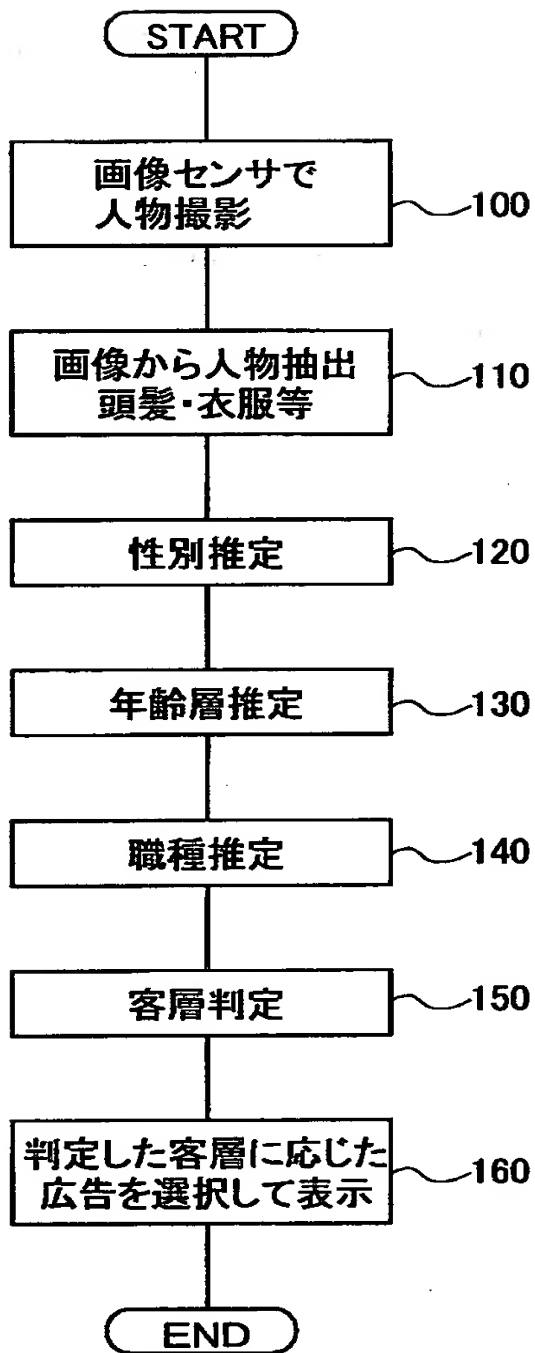 START
画像センサで
人物撮影
100
画像から人物抽出
頭髪・衣服等
110
性別推定
120
年齢層推定
130
職種推定
140
客層判定
150
判定した客層に応じた
広告を選択して表示
160
END